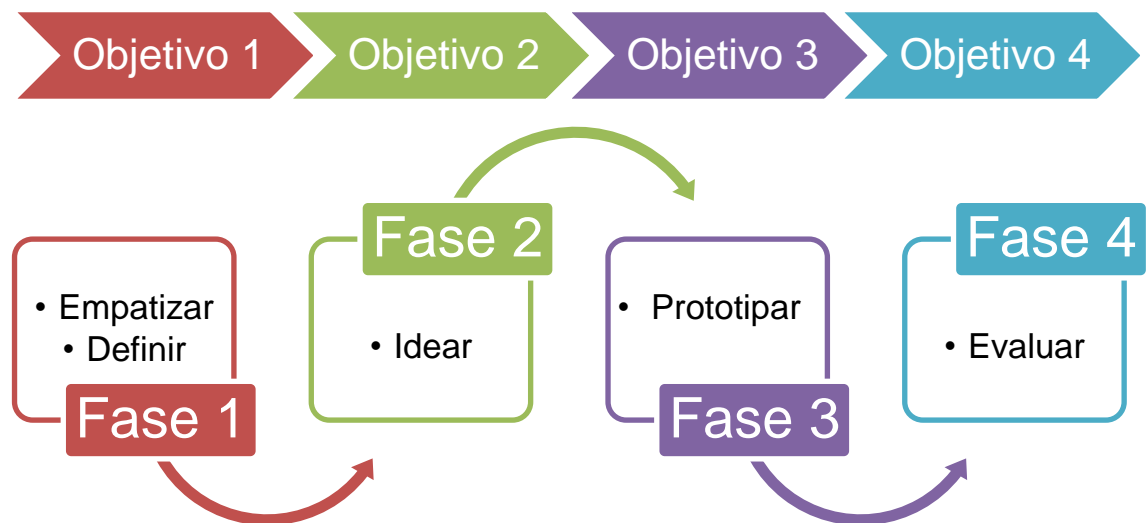 Objetivo 1
Objetivo 2
Objetivo 3
Objetivo 4
• Empatizar
• Definir
Fase 1
Fase 2
• Idear
• Prototipar
Fase 3
Fase 4
• Evaluar